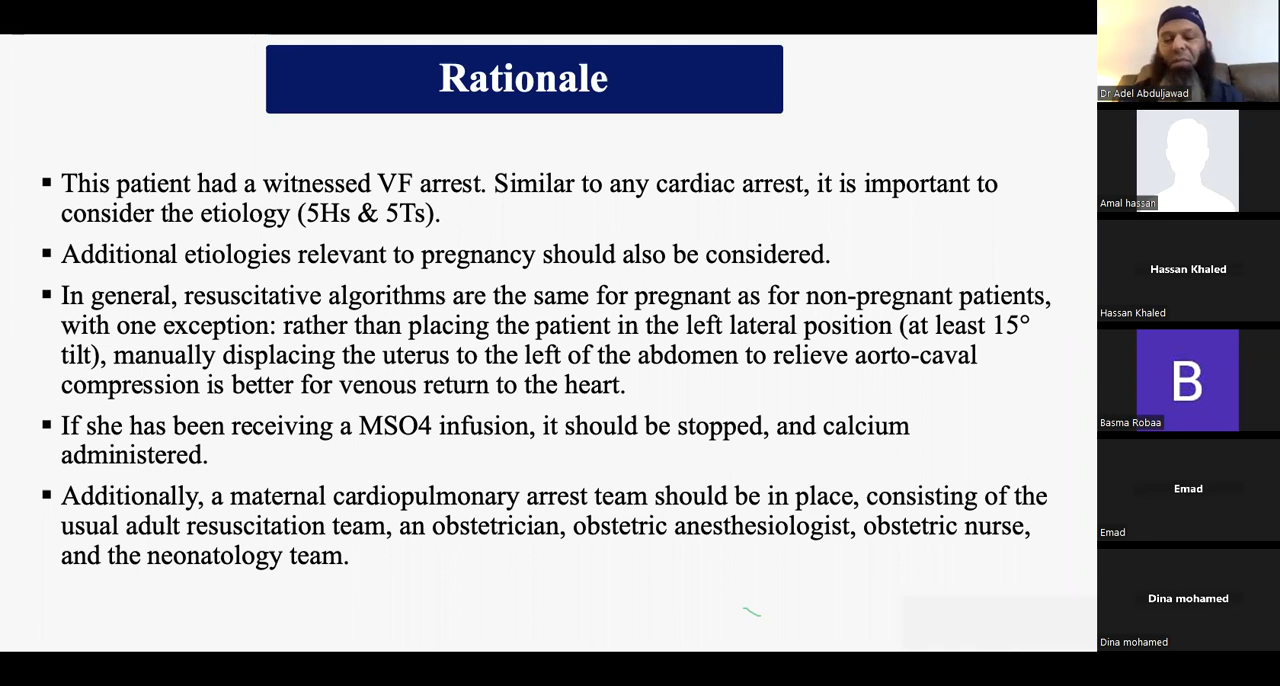 Rationale
▪ This patient had a witnessed VF arrest. Similar to any cardiac arrest, it is important to
consider the etiology (5Hs & 5Ts).
▪ Additional etiologies relevant to pregnancy should also be considered.
▪ In general, resuscitative algorithms are the same for pregnant as for non-pregnant patients,
with one exception: rather than placing the patient in the left lateral position (at least 15°
tilt), manually displacing the uterus to the left of the abdomen to relieve aorto-caval
compression is better for venous return to the heart.
▪ If she has been receiving a MSO4 infusion, it should be stopped, and calcium
administered.
▪ Additionally, a maternal cardiopulmonary arrest team should be in place, consisting of the
usual adult resuscitation team, an obstetrician, obstetric anesthesiologist, obstetric nurse,
and the neonatology team.
Dr Adel Abduljawad
Amal hassan
Hassan Khaled
Hassan Khaled
B
Basma Robaa
Emad
Emad
Dina mohamed
Dina mohamed